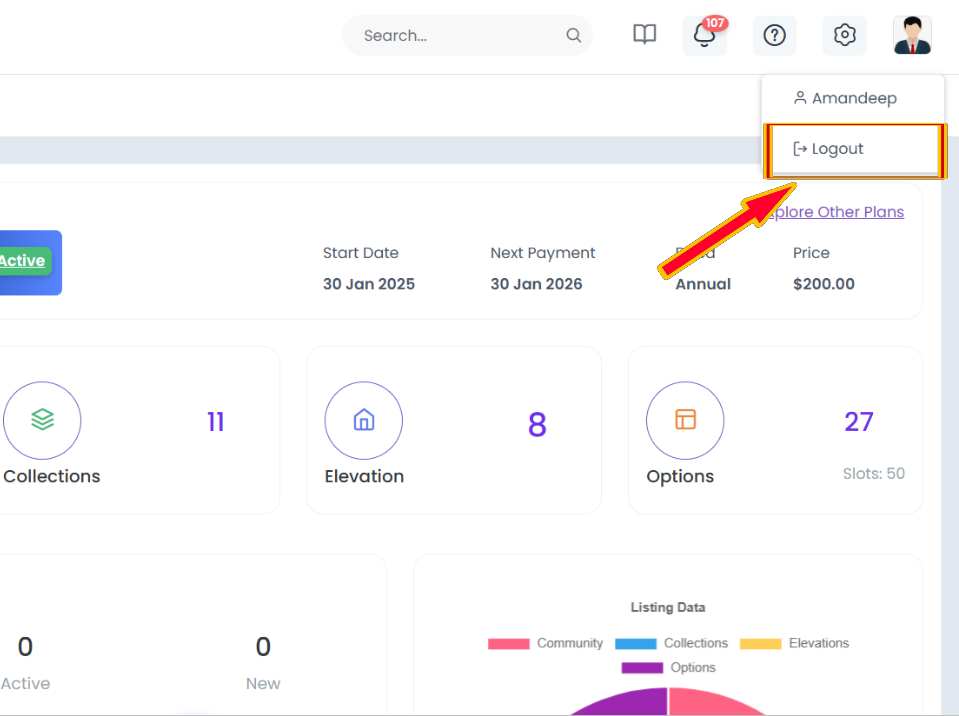 Search...
107
Amandeep
Logout
plore Other Plans
Active
Start Date
Next Payment
Price
30 Jan 2025
30 Jan 2026
Annual
$200.00
11
8
27
Collections
Elevation
Options
Slots: 50
Listing Data
Community
Collections
Elevations
Options
0
0
Active
New